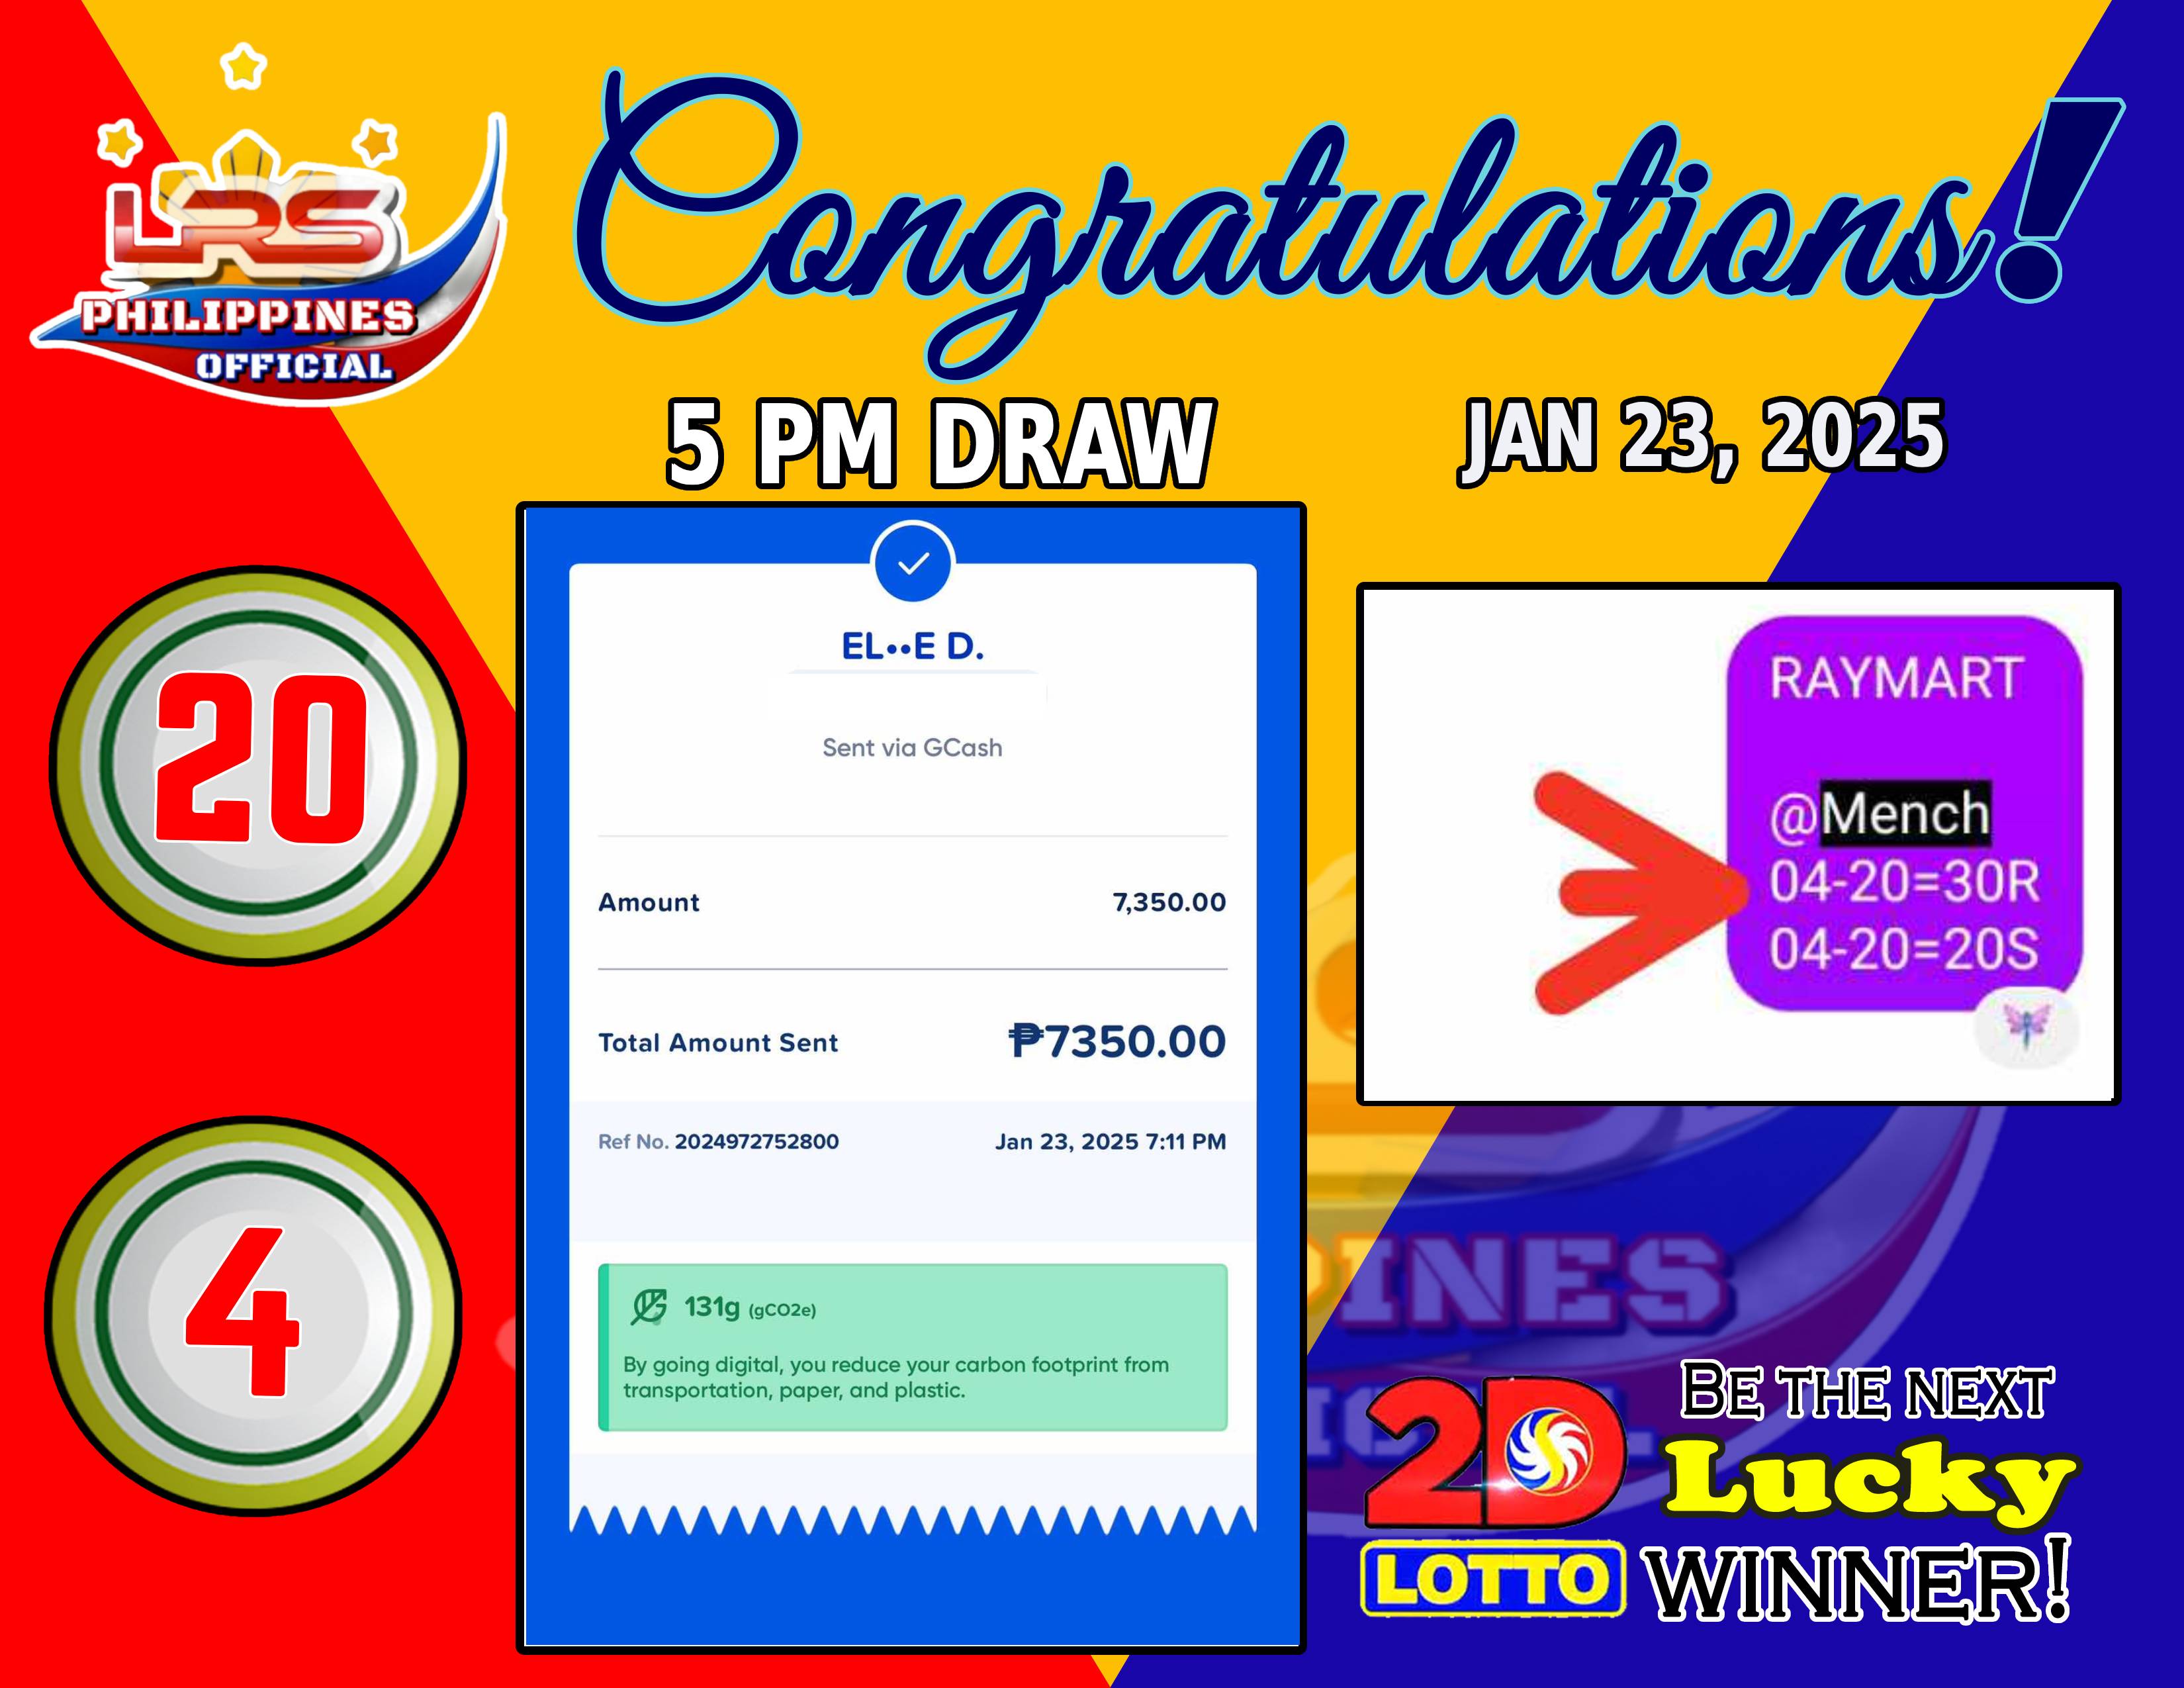 LRS
PHILIPPINES
OFFICIAL
Congratulations!
5 PM DRAW
JAN 23, 2025
20
4
EL••E D.
Sent via GCash
Amount 7,350.00
Total Amount Sent ₱7350.00
Ref No. 2024972752800 Jan 23, 2025 7:11 PM
131g (gCO2e)
By going digital, you reduce your carbon footprint from
transportation, paper, and plastic.
RAYMART
@Mench
04-20=30R
04-20=20S
PINES
2D
LOTTO
BE THE NEXT
Lucky
WINNER!